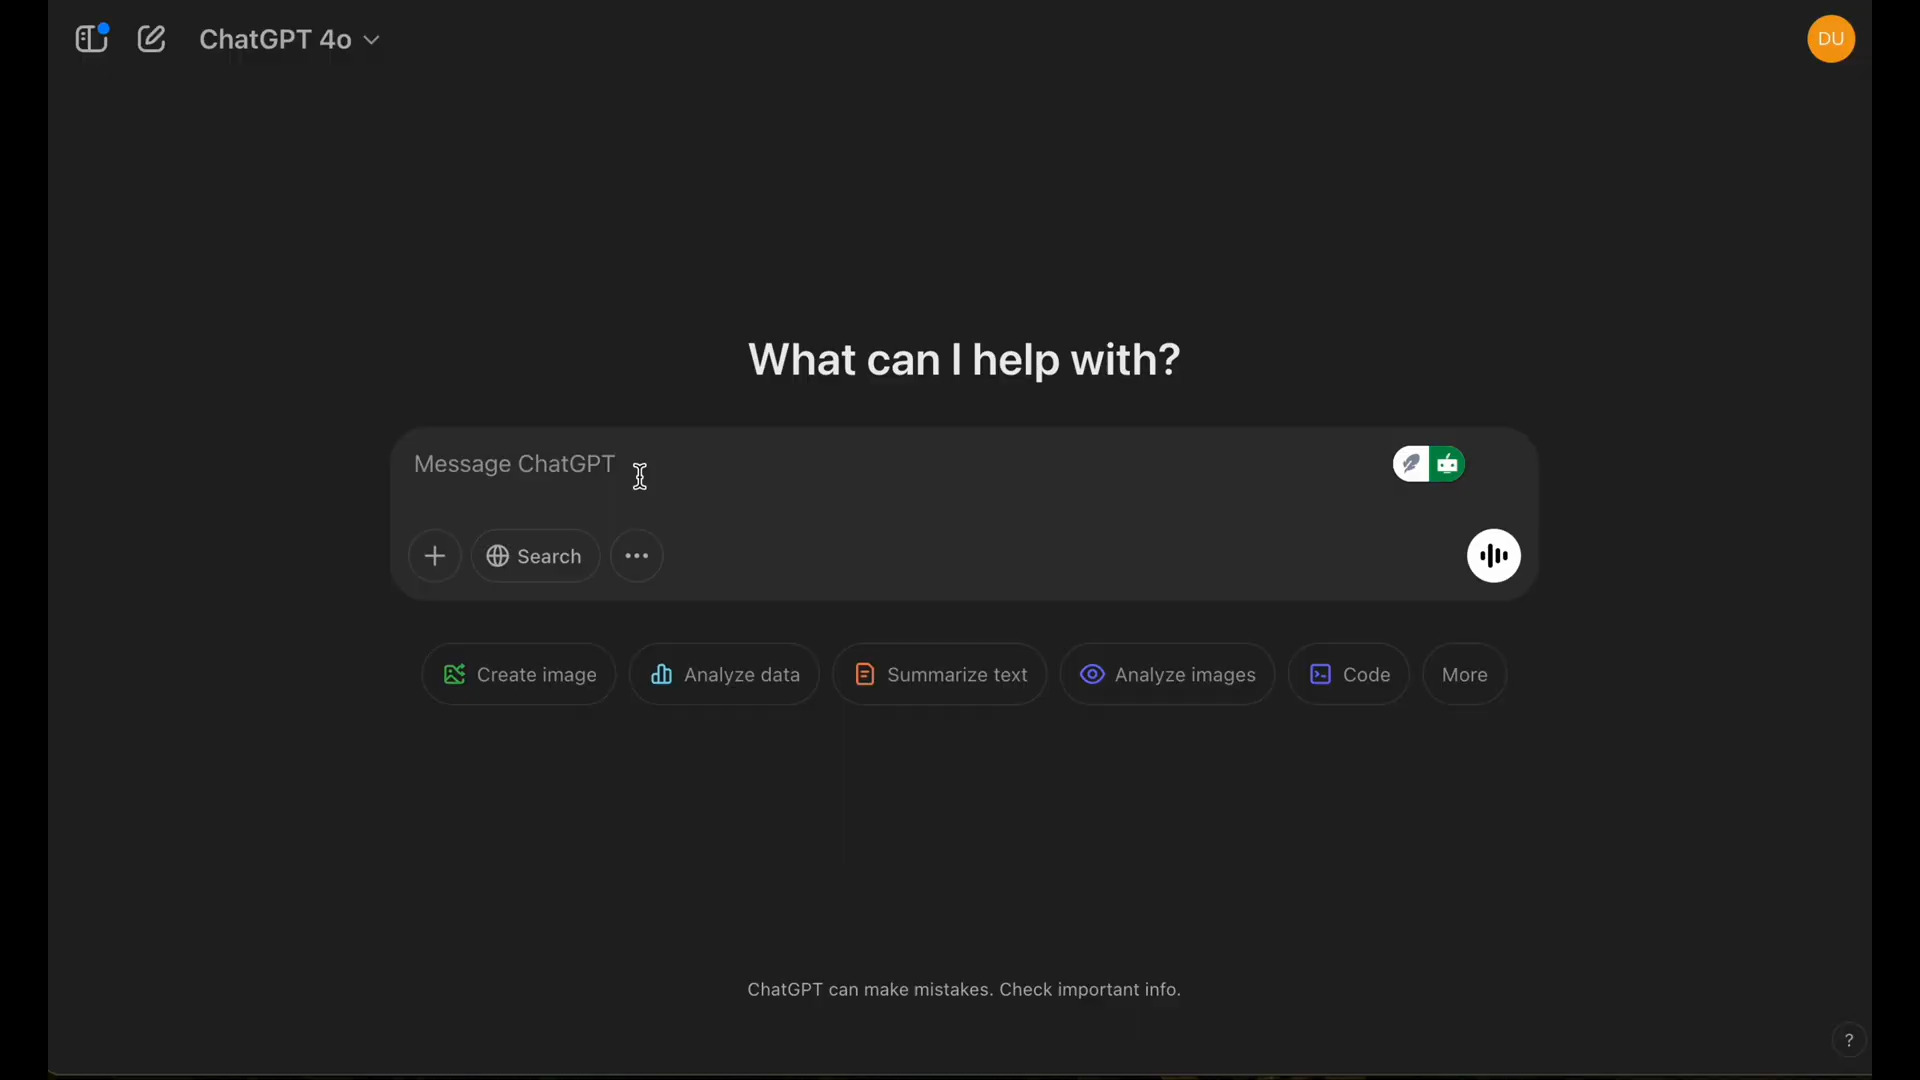 ChatGPT 4o
DU
What can I help with?
Message ChatGPT
Search
Create image
Analyze data
Summarize text
Analyze images
Code
More
ChatGPT can make mistakes. Check important info.
?